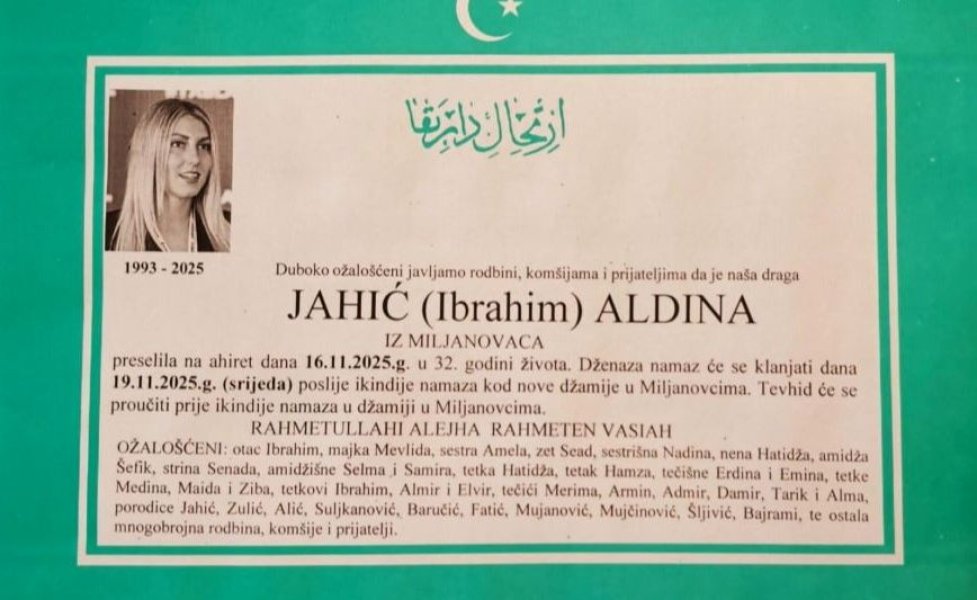 ارتحال دار بقا
1993 - 2025
Duboko ožalošćeni javljamo rodbini, komšijama i prijateljima da je naša draga
JAHIĆ (Ibrahim) ALDINA
IZ MILJANOVACA
preselila na ahiret dana 16.11.2025.g. u 32. godini života. Dženaza namaz će se klanjati dana
19.11.2025.g. (srijeda) poslije ikindije namaza kod nove džamije u Miljanovcima. Tevhid će se
proučiti prije ikindije namaza u džamiji u Miljanovcima.
RAHMETULLAHI ALEJHA RAHMETEN VASIAH
OŽALOŠĆENI: otac Ibrahim, majka Mevlida, sestra Amela, zet Sead, sestrišna Nadina, nena Hatidža, amidža
Šefik, strina Senada, amidžišne Selma i Samira, tetka Hatidža, tetak Hamza, tečišne Erdina i Emina, tetke
Medina, Maida i Ziba, tetkovi Ibrahim, Almir i Elvir, tečići Merima, Armin, Admir, Damir, Tarik i Alma,
porodice Jahić, Zulić, Alić, Suljkanović, Baručić, Fatić, Mujanović, Mujčinović, Šljivić, Bajrami, te ostala
mnogobrojna rodbina, komšije i prijatelji.